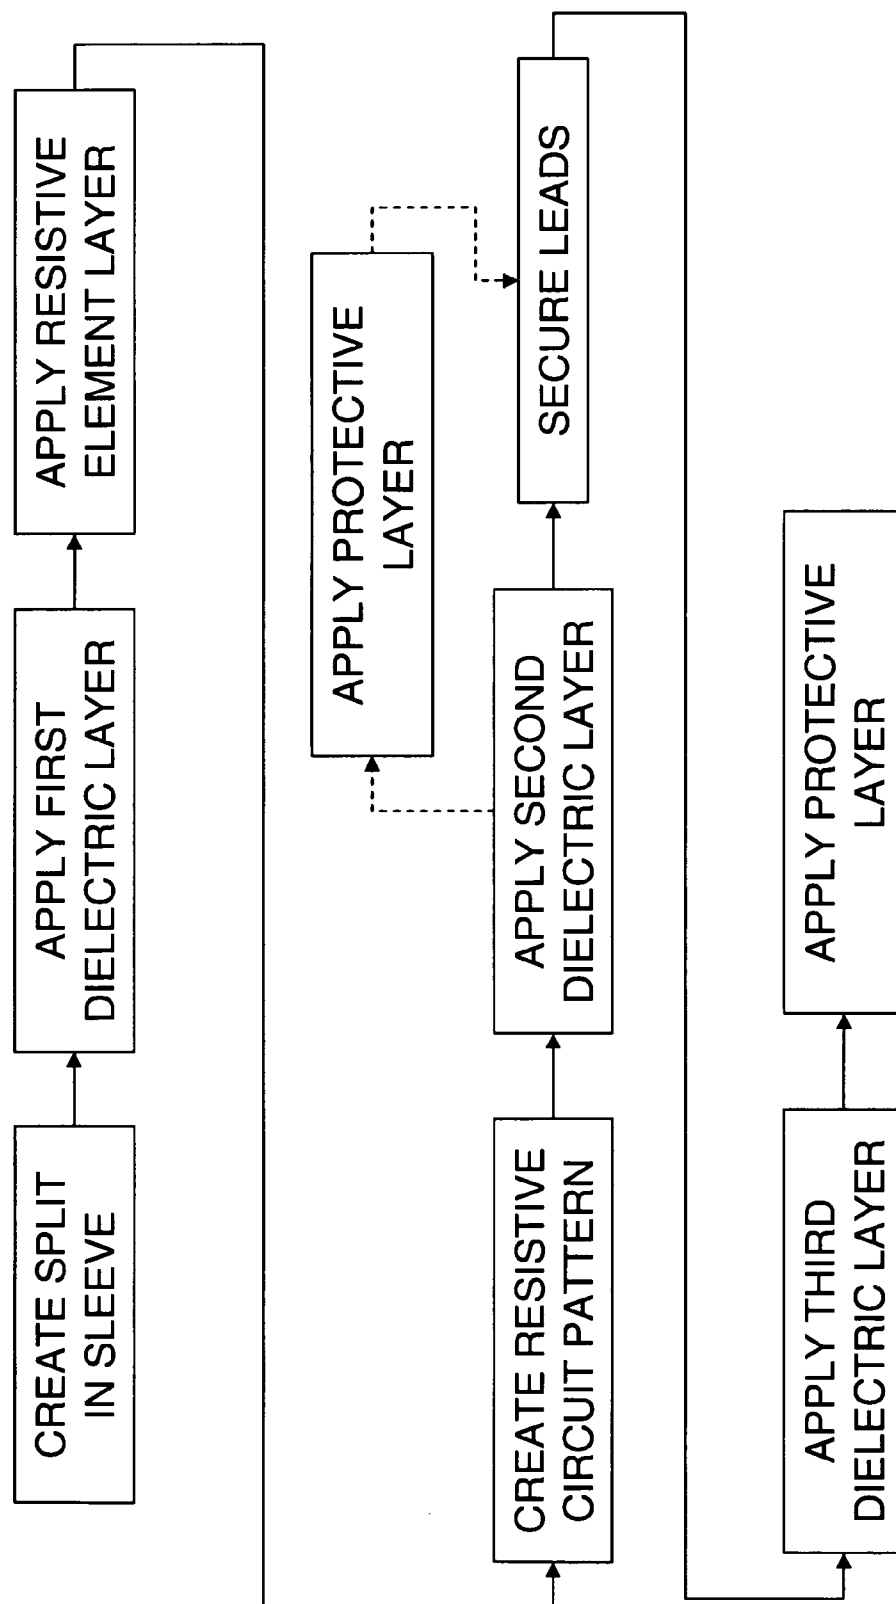 CREATE SPLIT
IN SLEEVE
APPLY FIRST
DIELECTRIC LAYER
APPLY RESISTIVE
ELEMENT LAYER
CREATE RESISTIVE
CIRCUIT PATTERN
APPLY SECOND
DIELECTRIC LAYER
APPLY PROTECTIVE
LAYER
SECURE LEADS
APPLY THIRD
DIELECTRIC LAYER
APPLY PROTECTIVE
LAYER